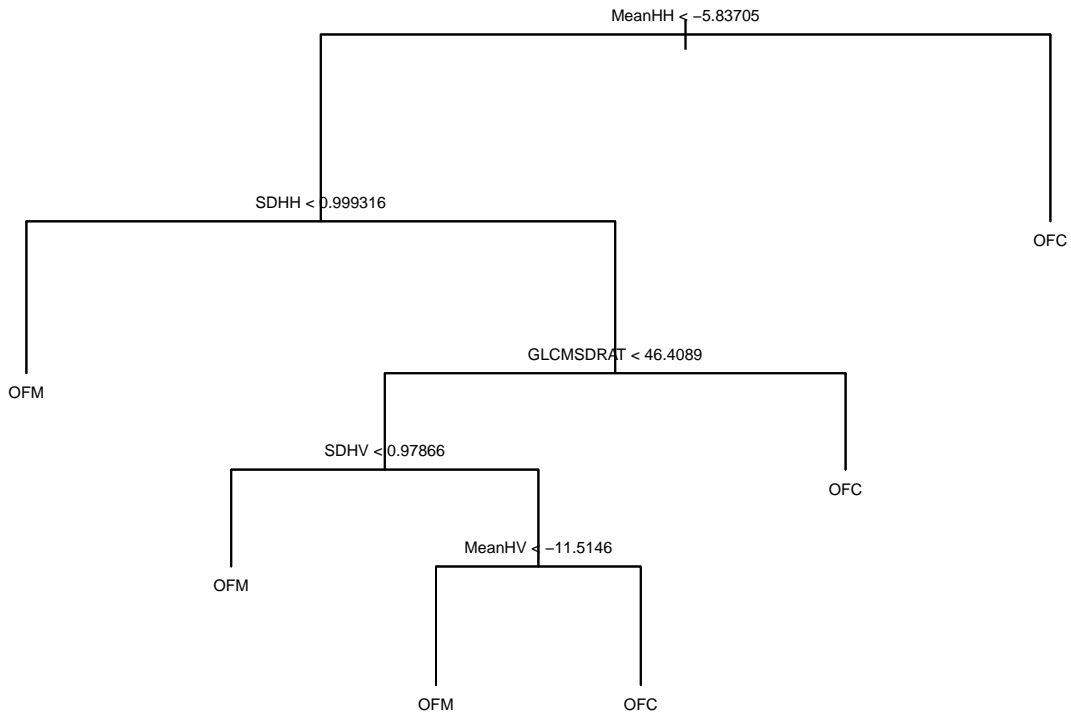 MeanHH < −5.83705
SDHH < 0.999316
OFC
GLCMSDRAT < 46.4089
OFM
SDHV < 0.97866
OFC
MeanHV < −11.5146
OFM
OFM
OFC